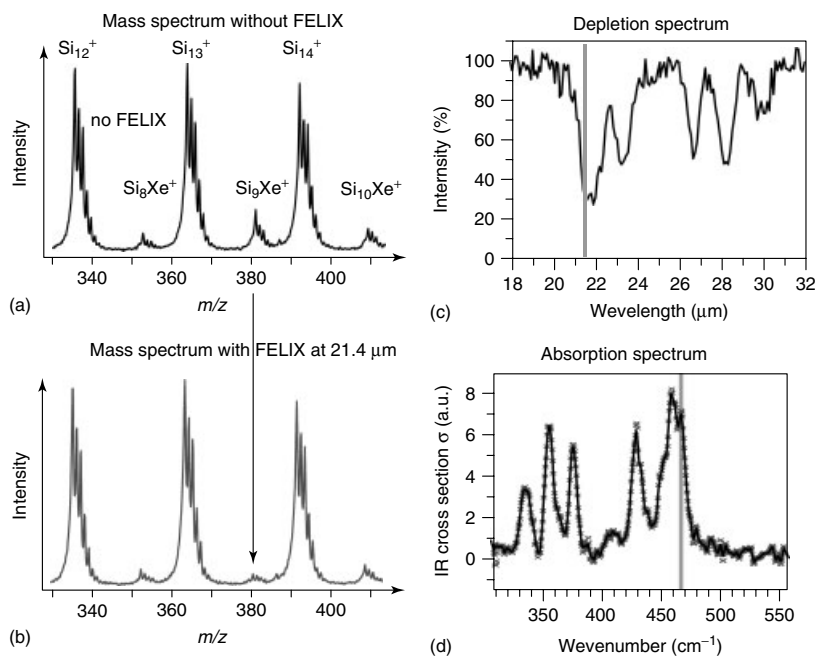 Mass spectrum without FELIX
Si12+ Si13+ Si14+
no FELIX
Si8Xe+ Si9Xe+ Si10Xe+
Intensity
340 360 380 400
m/z
(a)
Mass spectrum with FELIX at 21.4 μm
Intensity
340 360 380 400
m/z
(b)
Depletion spectrum
Internsity (%)
100
80
60
40
20
0
18 20 22 24 26 28 30 32
Wavelength (μm)
(c)
Absorption spectrum
IR cross section σ (a.u.)
8
6
4
2
0
350 400 450 500 550
Wevenumber (cm−1)
(d)